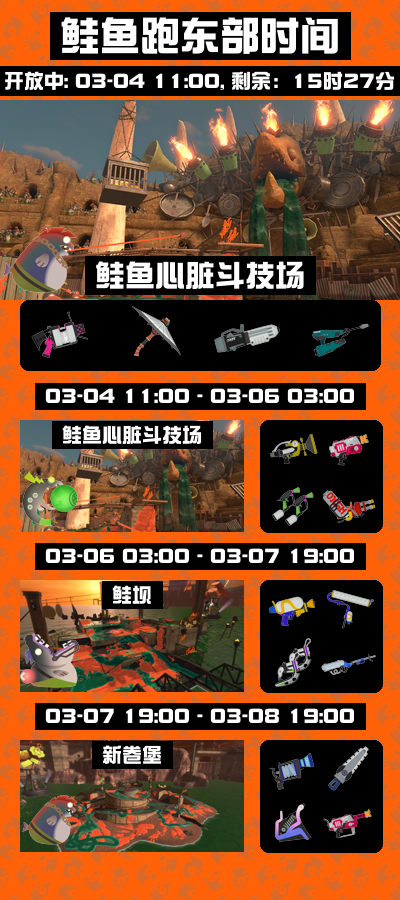 鲑鱼跑东部时间
开放中: 03-04 11:00, 剩余: 15时27分
鲑鱼心脏斗技场
03-04 11:00 - 03-06 03:00
鲑鱼心脏斗技场
03-06 03:00 - 03-07 19:00
鲑坝
03-07 19:00 - 03-08 19:00
新卷堡